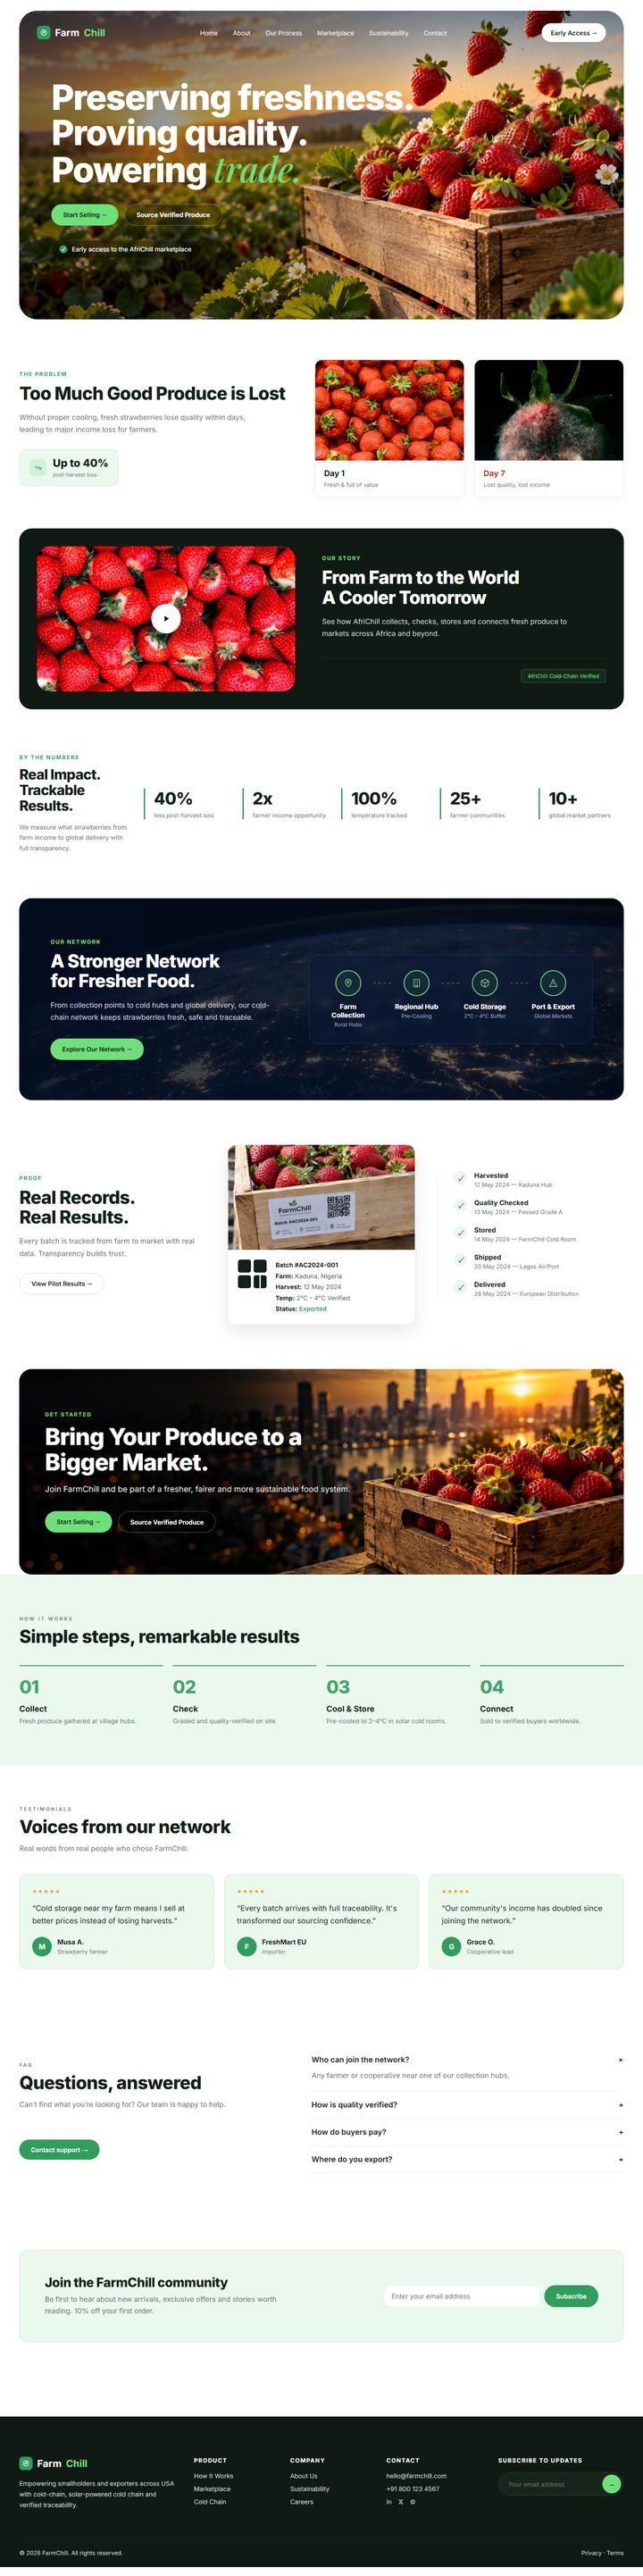 Farm Chill
Home About Our Process Marketplace Sustainability Contact
Early Access →
Preserving freshness.
Proving quality.
Powering trade.
Start Selling →
Source Verified Produce
Early access to the AfriChill marketplace
THE PROBLEM
Too Much Good Produce is Lost
Without proper cooling, fresh strawberries lose quality within days,
leading to major income loss for farmers.
Up to 40%
post-harvest loss
Day 1
Fresh & full of value
Day 7
Lost quality, lost income
OUR STORY
From Farm to the World
A Cooler Tomorrow
See how AfriChill collects, checks, stores and connects fresh produce to
markets across Africa and beyond.
AfriChill Cold-Chain Verified
BY THE NUMBERS
Real Impact.
Trackable
Results.
We measure what strawberries from
farm income to global delivery with
full transparency.
40%
less post-harvest loss
2x
farmer income opportunity
100%
temperature tracked
25+
farmer communities
10+
global market partners
OUR NETWORK
A Stronger Network
for Fresher Food.
From collection points to cold hubs and global delivery, our cold-
chain network keeps strawberries fresh, safe and traceable.
Explore Our Network →
Farm
Collection
Rural Hubs
Regional Hub
Pre-Cooling
Cold Storage
2°C – 4°C Buffer
Port & Export
Global Markets
PROOF
Real Records.
Real Results.
Every batch is tracked from farm to market with real
data. Transparency builds trust.
View Pilot Results →
FarmChill
Batch #AC2024-001
Batch #AC2024-001
Farm: Kaduna, Nigeria
Harvest: 12 May 2024
Temp: 2°C – 4°C Verified
Status: Exported
Harvested
12 May 2024 — Kaduna Hub
Quality Checked
13 May 2024 — Passed Grade A
Stored
14 May 2024 — FarmChill Cold Room
Shipped
20 May 2024 — Lagos Air/Port
Delivered
28 May 2024 — European Distribution
GET STARTED
Bring Your Produce to a
Bigger Market.
Join FarmChill and be part of a fresher, fairer and more sustainable food system.
Start Selling →
Source Verified Produce
HOW IT WORKS
Simple steps, remarkable results
01
Collect
Fresh produce gathered at village hubs.
02
Check
Graded and quality-verified on site.
03
Cool & Store
Pre-cooled to 2–4°C in solar cold rooms.
04
Connect
Sold to verified buyers worldwide.
TESTIMONIALS
Voices from our network
Real words from real people who chose FarmChill.
★★★★★
“Cold storage near my farm means I sell at
better prices instead of losing harvests.”
M
Musa A.
Strawberry farmer
★★★★★
“Every batch arrives with full traceability. It's
transformed our sourcing confidence.”
F
FreshMart EU
Importer
★★★★★
“Our community's income has doubled since
joining the network.”
G
Grace O.
Cooperative lead
FAQ
Questions, answered
Can't find what you're looking for? Our team is happy to help.
Contact support →
Who can join the network?
Any farmer or cooperative near one of our collection hubs.
How is quality verified? +
How do buyers pay? +
Where do you export? +
Join the FarmChill community
Be first to hear about new arrivals, exclusive offers and stories worth
reading. 10% off your first order.
Enter your email address
Subscribe
Farm Chill
Empowering smallholders and exporters across USA
with cold-chain, solar-powered cold chain and
verified traceability.
PRODUCT
How It Works
Marketplace
Cold Chain
COMPANY
About Us
Sustainability
Careers
CONTACT
hello@farmchill.com
+91 800 123 4567
in X
SUBSCRIBE TO UPDATES
Your email address
→
© 2026 FarmChill. All rights reserved.
Privacy · Terms